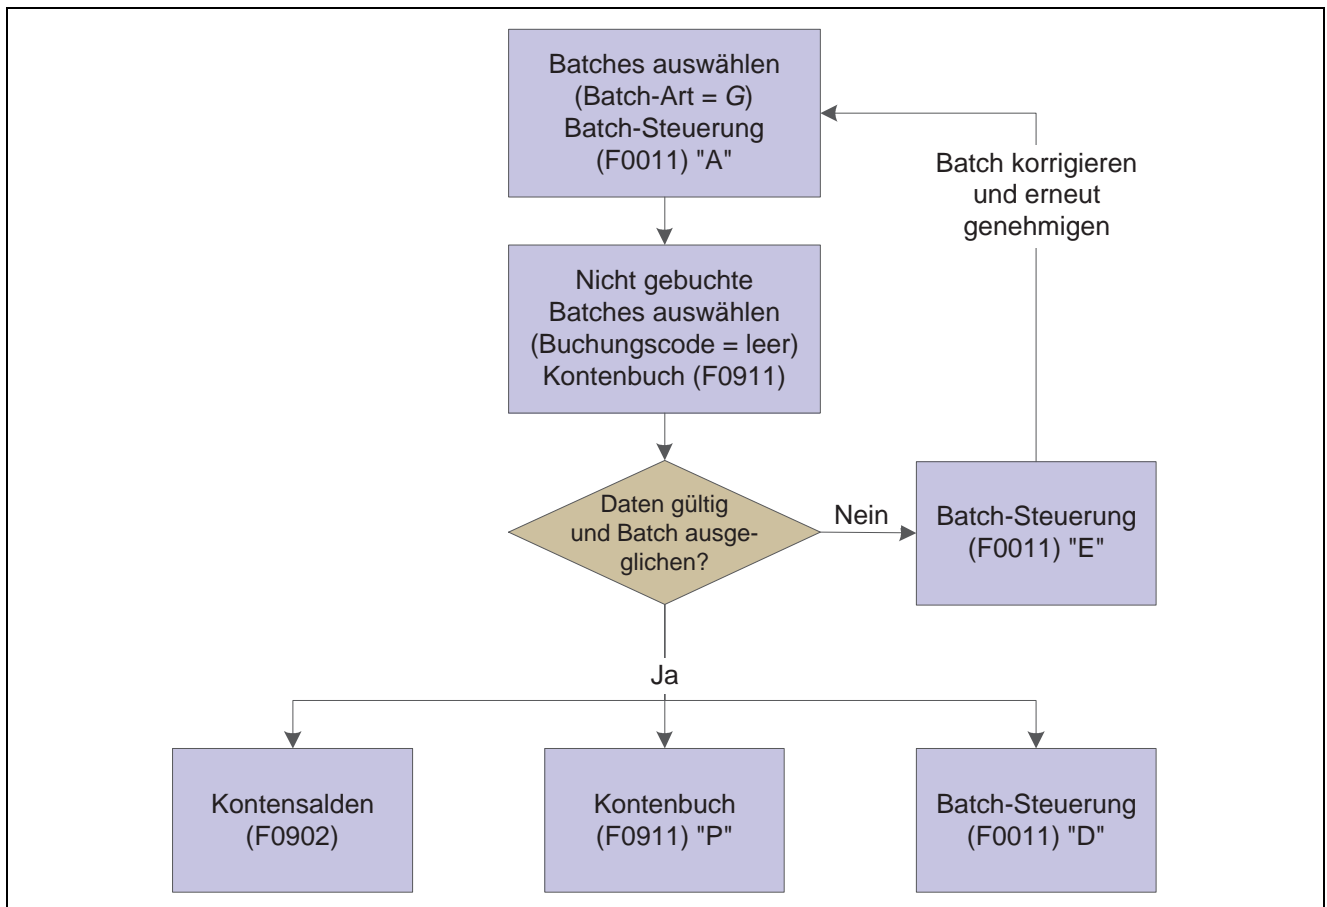 Batches auswählen
(Batch-Art = G)
Batch-Steuerung
(F0011) "A"
Batch korrigieren
und erneut
genehmigen
Nicht gebuchte
Batches auswählen
(Buchungscode = leer)
Kontenbuch (F0911)
Daten gültig
und Batch ausge-
glichen?
Nein
Batch-Steuerung
(F0011) "E"
Ja
Kontensalden
(F0902)
Kontenbuch
(F0911) "P"
Batch-Steuerung
(F0011) "D"